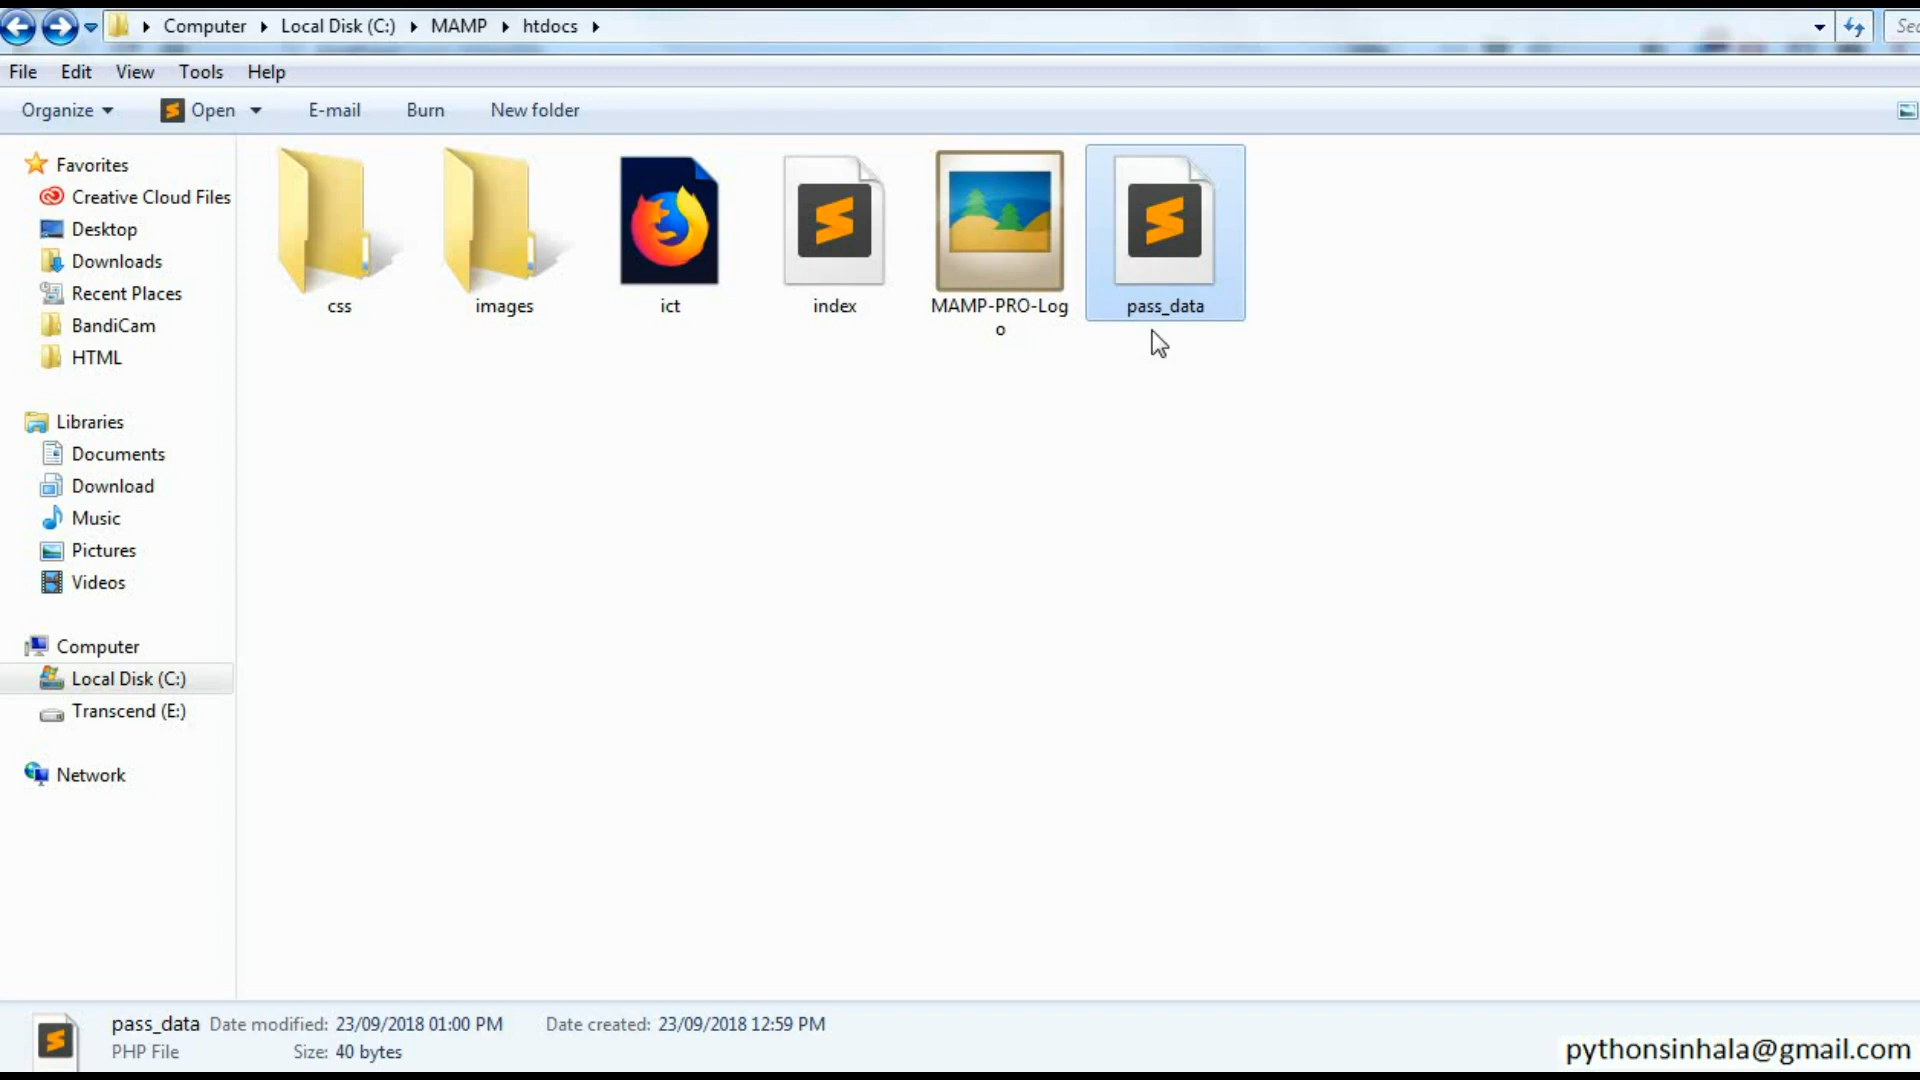 Computer Local Disk (C:) MAMP htdocs
File Edit View Tools Help
Organize Open E-mail Burn New folder
Favorites
Creative Cloud Files
Desktop
Downloads
Recent Places
BandiCam
HTML
Libraries
Documents
Download
Music
Pictures
Videos
Computer
Local Disk (C:)
Transcend (E:)
Network
css images ict index MAMP-PRO-Log pass_data
o
pass_data Date modified: 23/09/2018 01:00 PM Date created: 23/09/2018 12:59 PM
PHP File Size: 40 bytes
pythonsinhala@gmail.com